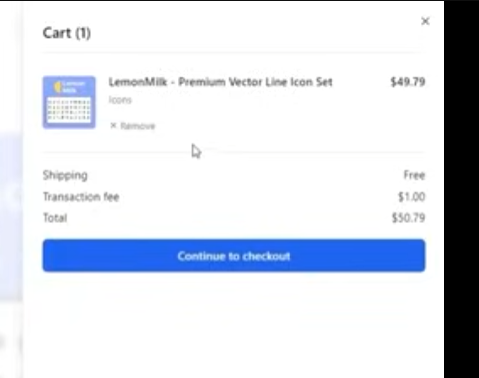 Cart (1)
LemonMilk - Premium Vector Line Icon Set $49.79
Icons
× Remove
Shipping Free
Transaction fee $1.00
Total $50.79
Continue to checkout